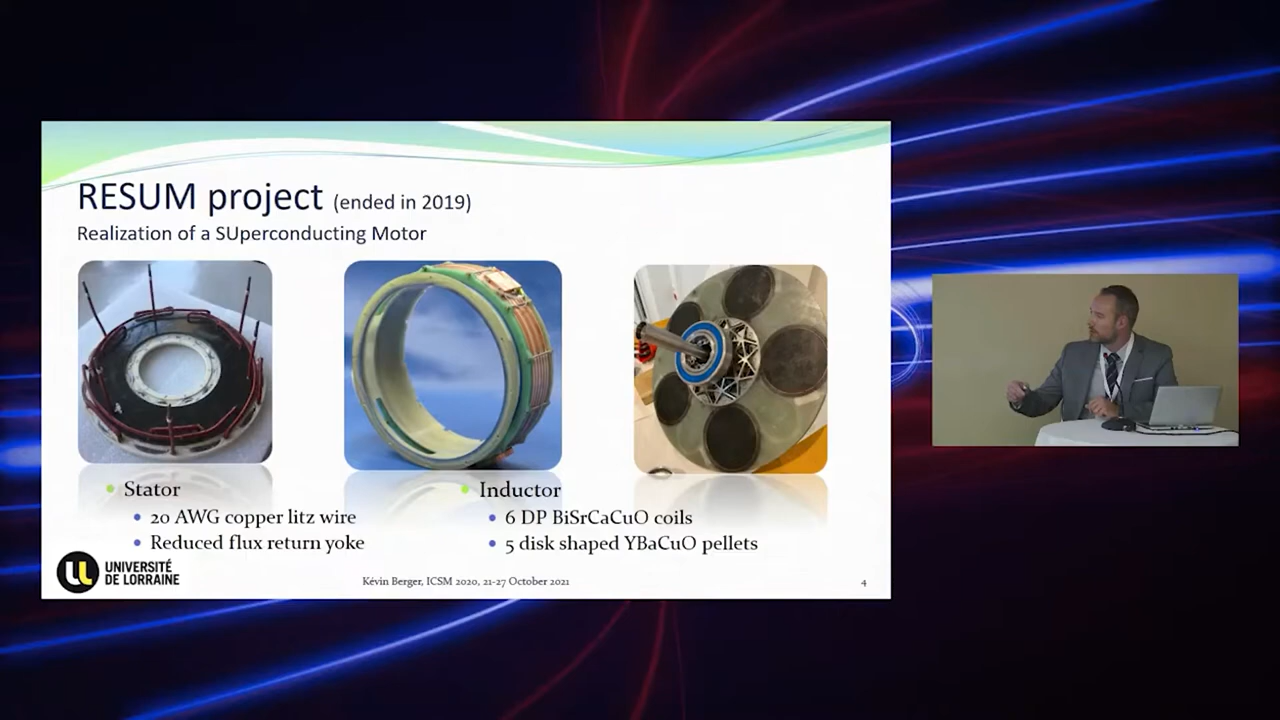 RESUM project (ended in 2019)
Realization of a SUperconducting Motor
Stator
20 AWG copper litz wire
Reduced flux return yoke
Inductor
6 DP BiSrCaCuO coils
5 disk shaped YBaCuO pellets
UNIVERSITÉ
DE LORRAINE
Kévin Berger, ICSM 2020, 21-27 October 2021
4